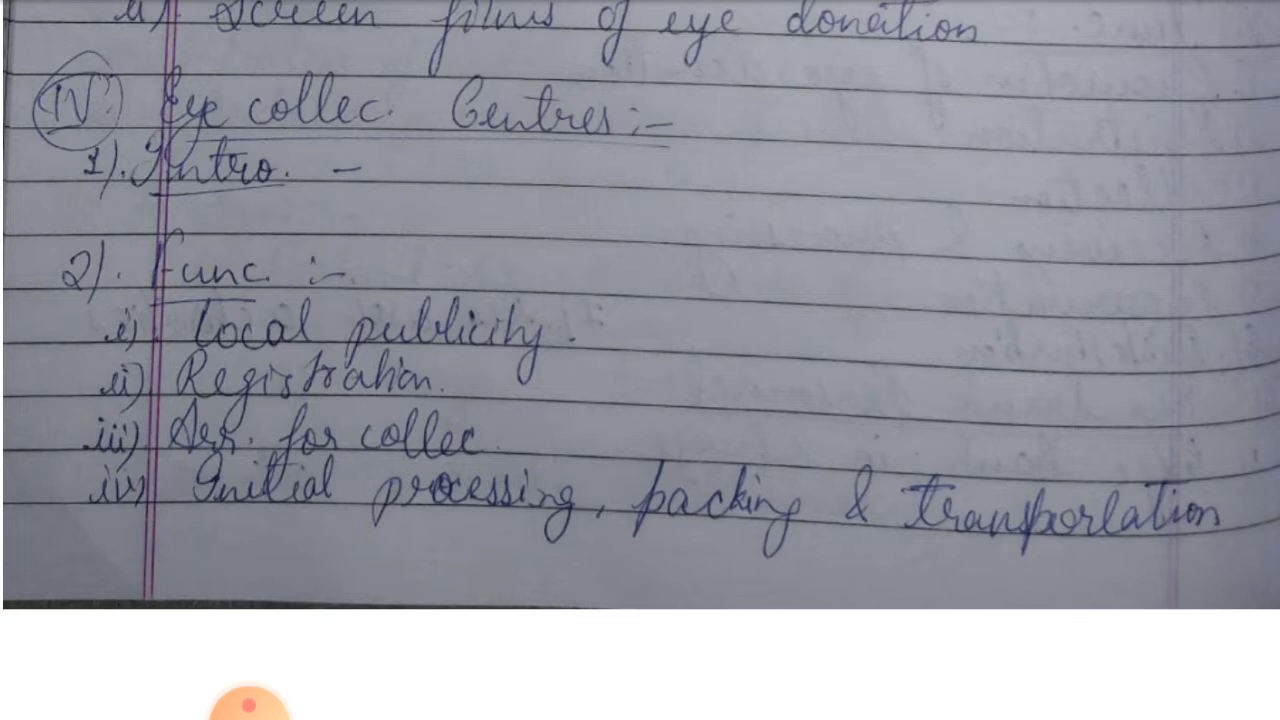 Screen films of eye donation
IV. Eye collec. Centres :-
1). Intro. -
2). Func :-
i) Local publicity.
ii) Registration.
iii) Arr. for collec.
iv) Initial processing, packing & transportation